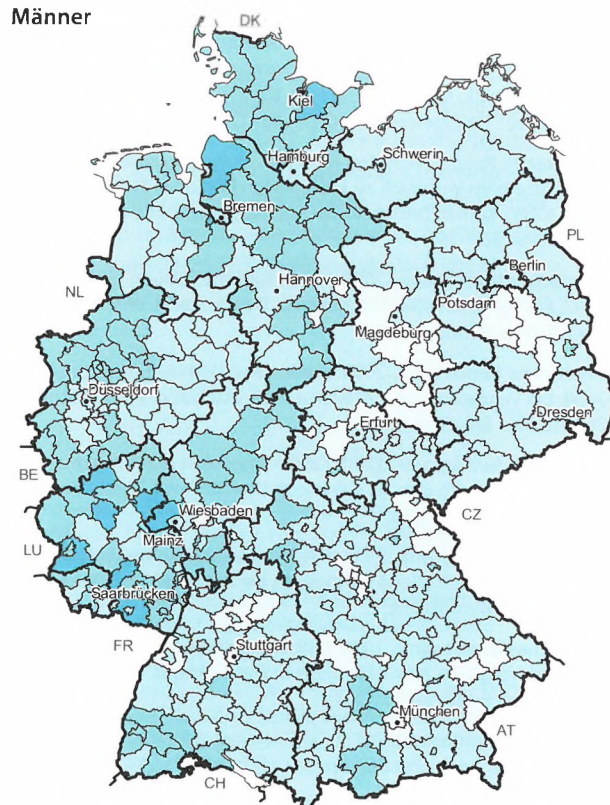 Männer
DK
Kiel
Hamburg
Schwerin
Bremen
PL
Berlin
NL
Hannover
Potsdam
Magdeburg
Düsseldorf
Erfurt
Dresden
BE
CZ
Wiesbaden
LU
Mainz
Saarbrücken
FR
Stuttgart
München
AT
CH